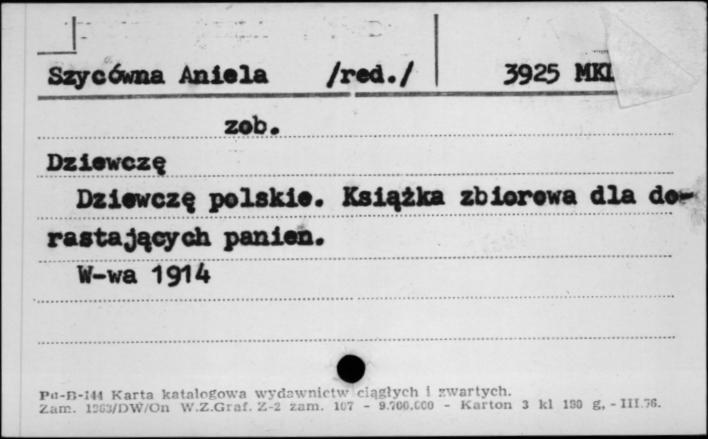 Szycówna Aniela /red./ 3925 MKL
zob.
Dziewczę
Dziewczę polskie. Książka zbiorowa dla do-
rastających panien.
W-wa 1914
Pu-B-144 Karta katalogowa wydawnictw ciągłych i zwartych.
Zam. 1363/DW/On W.Z.Graf. Z-2 zam. 107 - 9.700.000 - Karton 3 kl 180 g, - III.76.